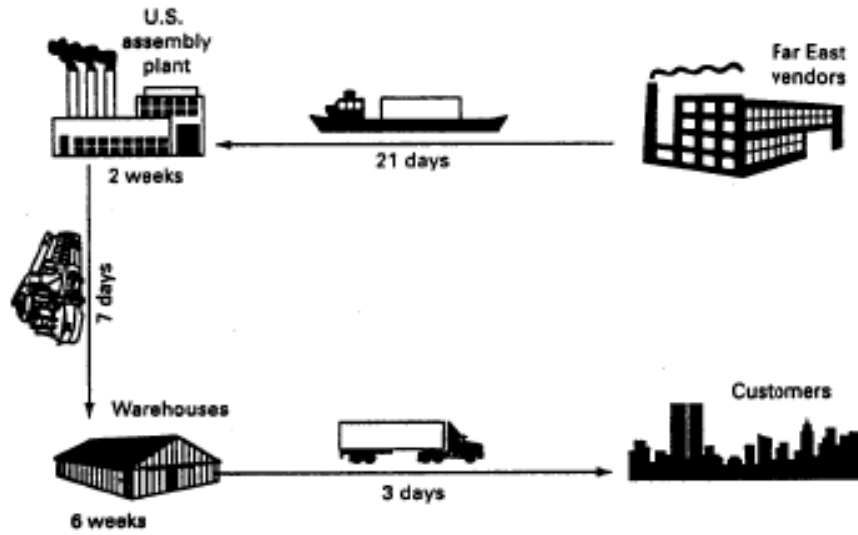 U.S.
assembly
plant
Far East
vendors
21 days
2 weeks
7 days
Warehouses
Customers
3 days
6 weeks